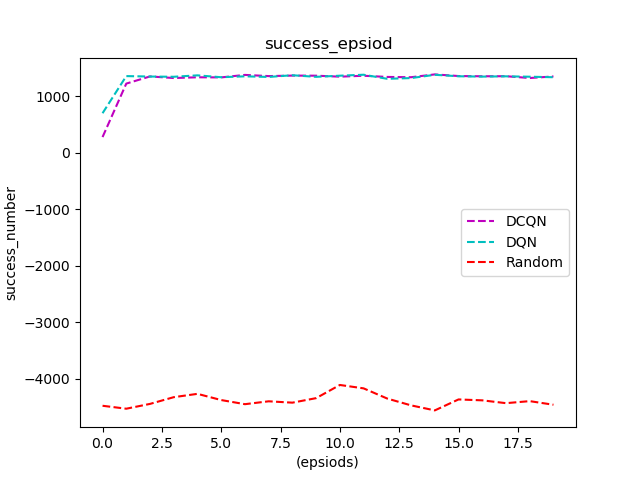 success_epsiod
success_number
1000
0
−1000
−2000
−3000
−4000
DCQN
DQN
Random
0.0 2.5 5.0 7.5 10.0 12.5 15.0 17.5
(epsiods)